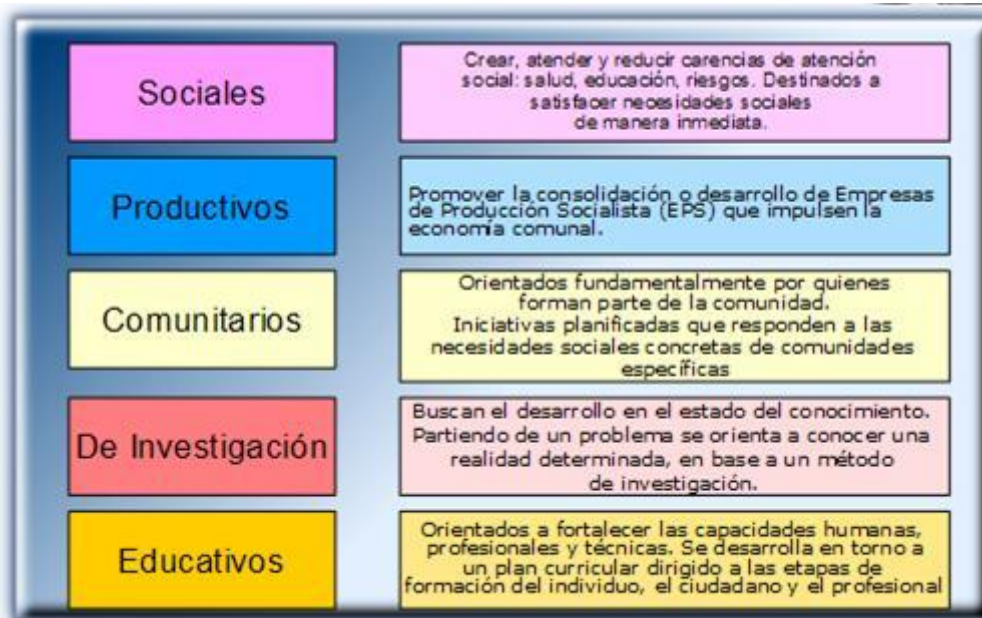 Sociales
Crear, atender y reducir carencias de atención
social: salud, educación, riesgos. Destinados a
satisfacer necesidades sociales
de manera inmediata.
Productivos
Promover la consolidación o desarrollo de Empresas
de Producción Socialista (EPS) que impulsen la
economía comunal.
Comunitarios
Orientados fundamentalmente por quienes
forman parte de la comunidad.
Iniciativas planificadas que responden a las
necesidades sociales concretas de comunidades
específicas
De Investigación
Buscan el desarrollo en el estado del conocimiento.
Partiendo de un problema se orienta a conocer una
realidad determinada, en base a un método
de investigación.
Educativos
Orientados a fortalecer las capacidades humanas,
profesionales y técnicas. Se desarrolla en torno a
un plan curricular dirigido a las etapas de
formación del individuo, el ciudadano y el profesional